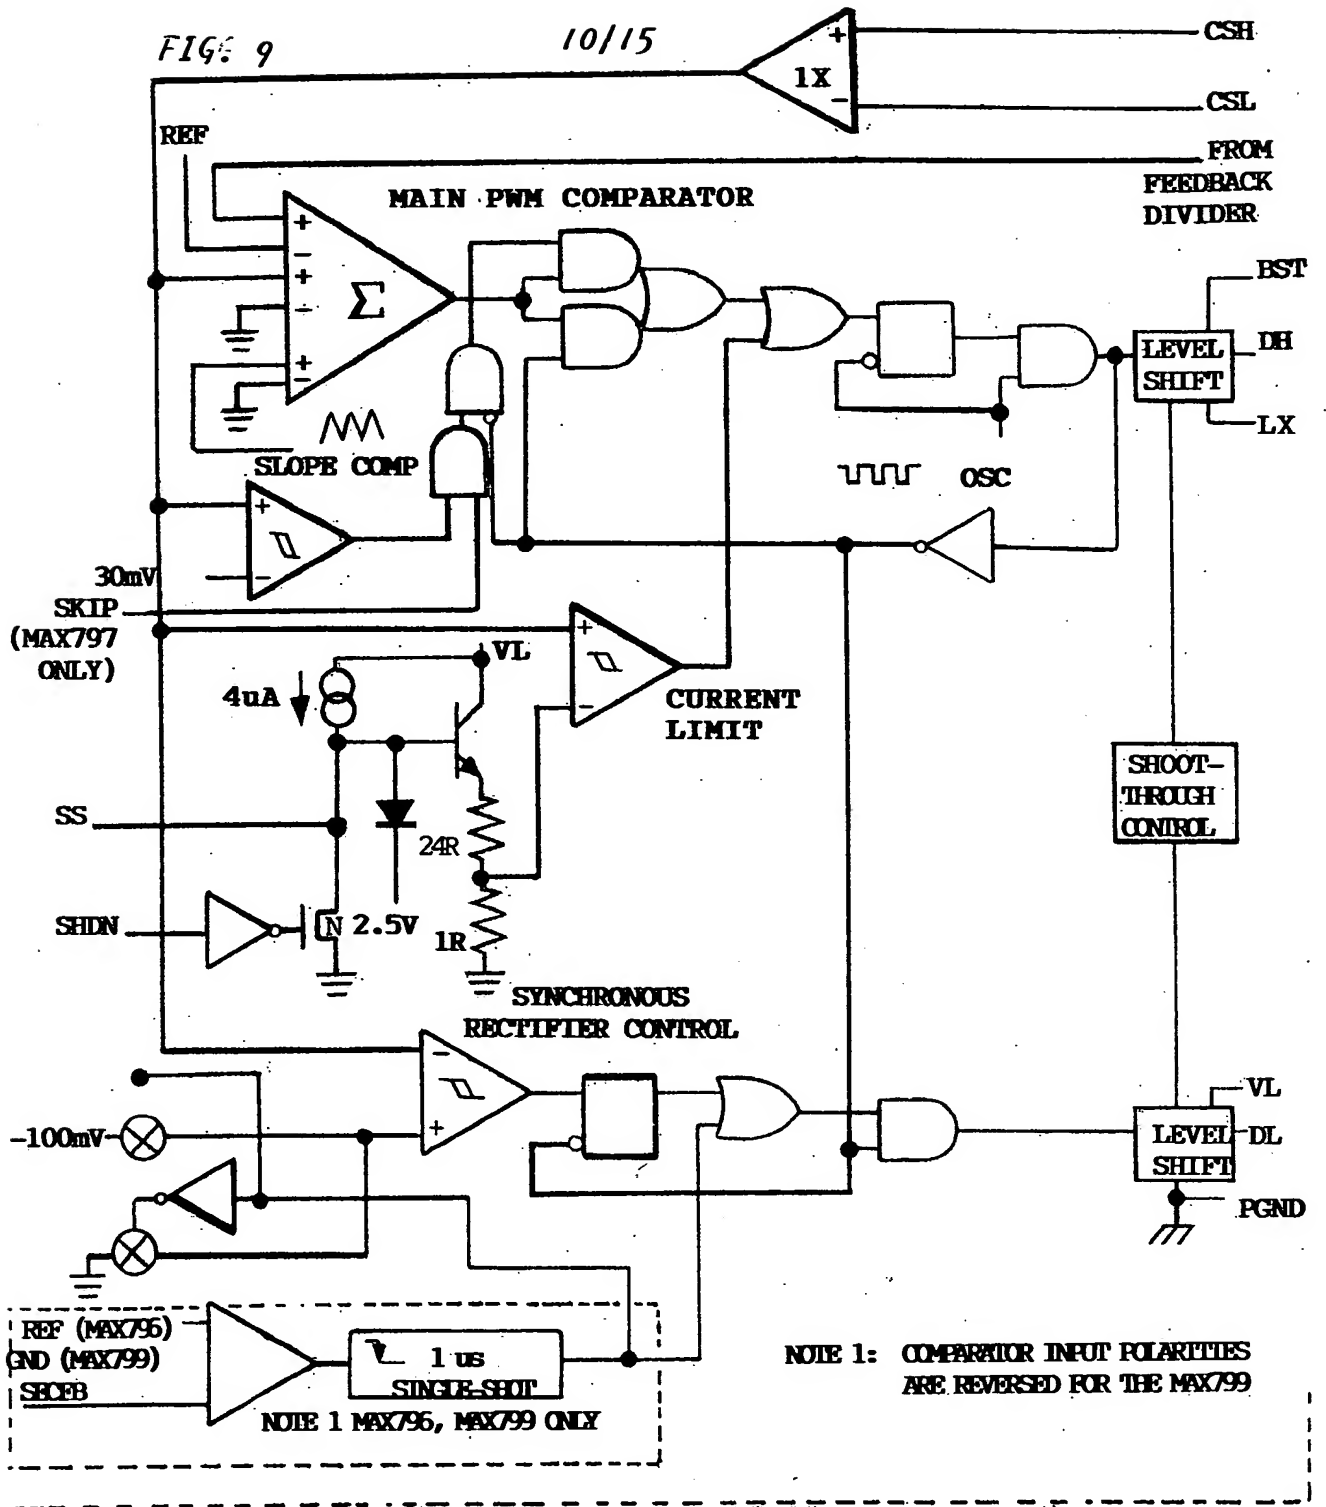 FIG. 9
10/15
CSH
+
1X
−
CSL
REF
FROM
FEEDBACK
DIVIDER
MAIN PWM COMPARATOR
+
−
+
−
+
−
Σ
BST
LEVEL
SHIFT
DH
LX
SLOPE COMP
OSC
+
−
30mV
SKIP
(MAX797
ONLY)
+
−
VL
4uA
CURRENT
LIMIT
SHOOT-
THROUGH
CONTROL
SS
24R
SHDN
N
2.5V
1R
SYNCHRONOUS
RECTIFIER CONTROL
−
+
-100mV
VL
LEVEL
SHIFT
DL
PGND
REF (MAX796)
GND (MAX799)
SECFB
1 us
SINGLE-SHOT
NOTE 1 MAX796, MAX799 ONLY
NOTE 1: COMPARATOR INPUT POLARITIES
ARE REVERSED FOR THE MAX799